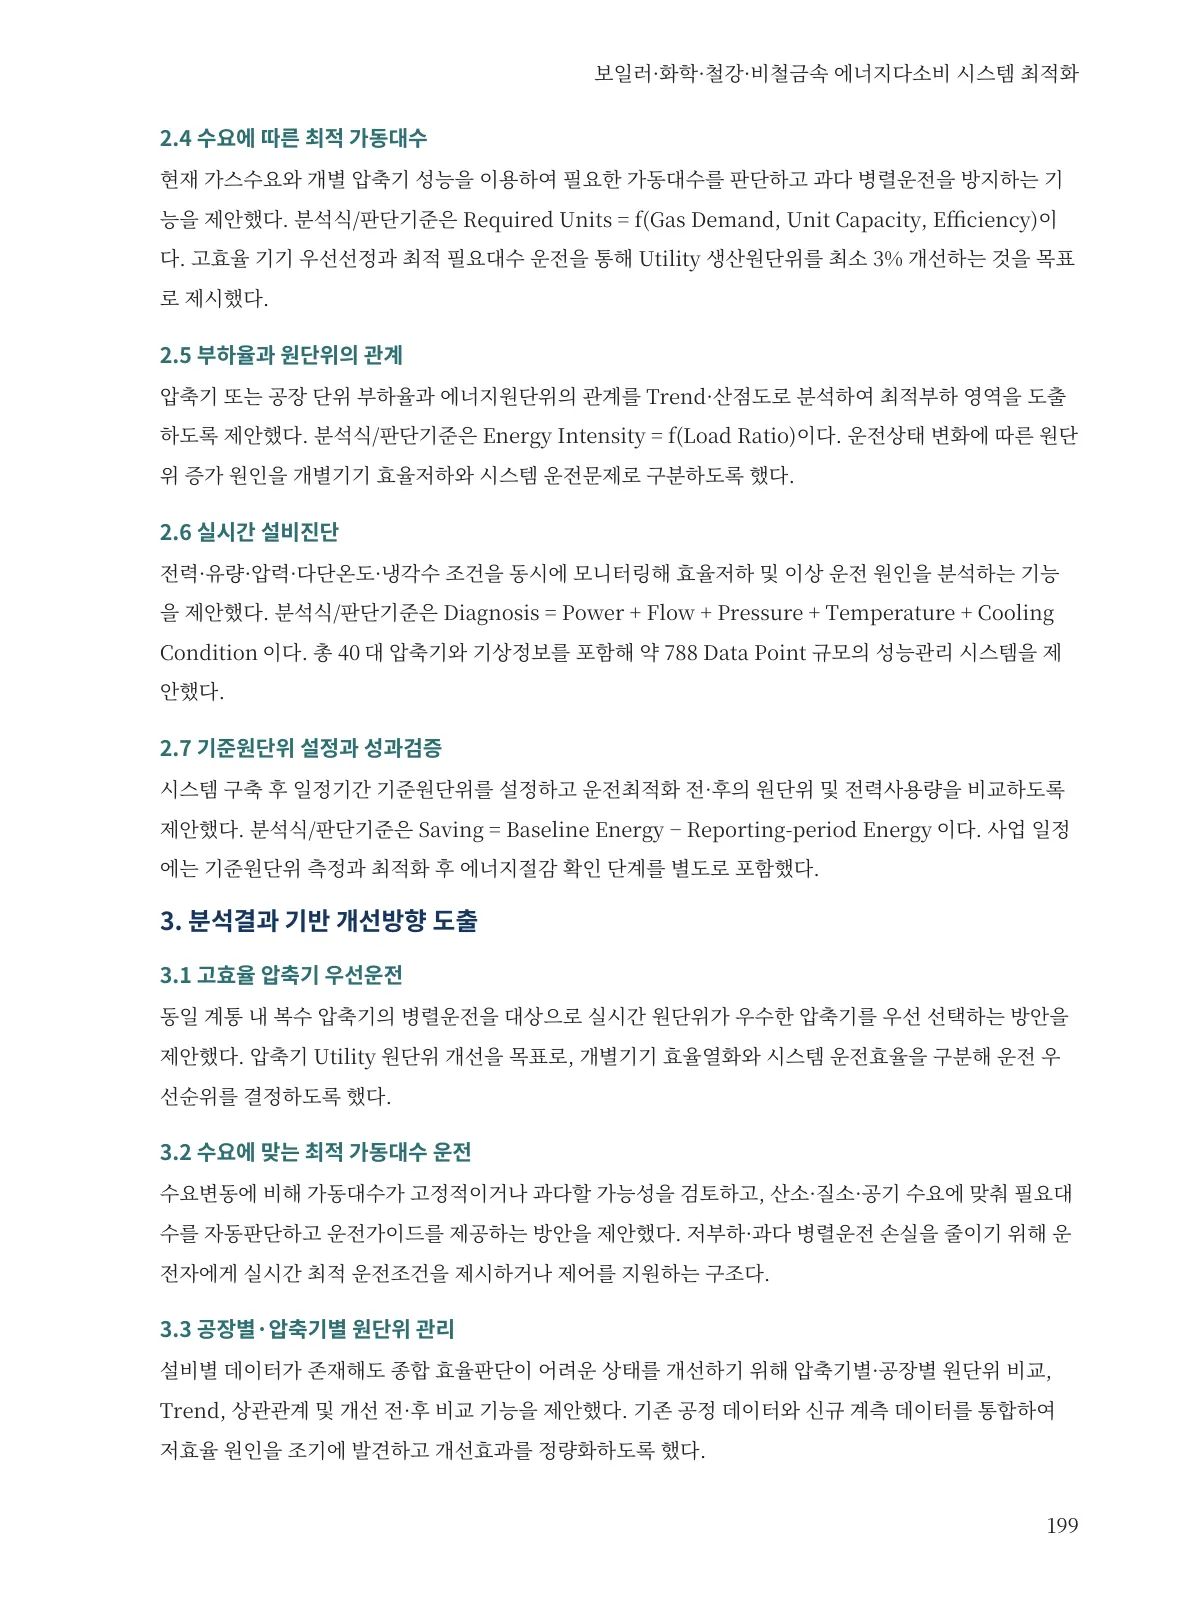 보일러·화학·철강·비철금속 에너지다소비 시스템 최적화
2.4 수요에 따른 최적 가동대수
현재 가스수요와 개별 압축기 성능을 이용하여 필요한 가동대수를 판단하고 과다 병렬운전을 방지하는 기
능을 제안했다. 분석식/판단기준은 Required Units = f(Gas Demand, Unit Capacity, Efficiency)이
다. 고효율 기기 우선선정과 최적 필요대수 운전을 통해 Utility 생산원단위를 최소 3% 개선하는 것을 목표
로 제시했다.
2.5 부하율과 원단위의 관계
압축기 또는 공장 단위 부하율과 에너지원단위의 관계를 Trend·산점도로 분석하여 최적부하 영역을 도출
하도록 제안했다. 분석식/판단기준은 Energy Intensity = f(Load Ratio)이다. 운전상태 변화에 따른 원단
위 증가 원인을 개별기기 효율저하와 시스템 운전문제로 구분하도록 했다.
2.6 실시간 설비진단
전력·유량·압력·다단온도·냉각수 조건을 동시에 모니터링해 효율저하 및 이상 운전 원인을 분석하는 기능
을 제안했다. 분석식/판단기준은 Diagnosis = Power + Flow + Pressure + Temperature + Cooling
Condition 이다. 총 40 대 압축기와 기상정보를 포함해 약 788 Data Point 규모의 성능관리 시스템을 제
안했다.
2.7 기준원단위 설정과 성과검증
시스템 구축 후 일정기간 기준원단위를 설정하고 운전최적화 전·후의 원단위 및 전력사용량을 비교하도록
제안했다. 분석식/판단기준은 Saving = Baseline Energy − Reporting-period Energy 이다. 사업 일정
에는 기준원단위 측정과 최적화 후 에너지절감 확인 단계를 별도로 포함했다.
3. 분석결과 기반 개선방향 도출
3.1 고효율 압축기 우선운전
동일 계통 내 복수 압축기의 병렬운전을 대상으로 실시간 원단위가 우수한 압축기를 우선 선택하는 방안을
제안했다. 압축기 Utility 원단위 개선을 목표로, 개별기기 효율열화와 시스템 운전효율을 구분해 운전 우
선순위를 결정하도록 했다.
3.2 수요에 맞는 최적 가동대수 운전
수요변동에 비해 가동대수가 고정적이거나 과다할 가능성을 검토하고, 산소·질소·공기 수요에 맞춰 필요대
수를 자동판단하고 운전가이드를 제공하는 방안을 제안했다. 저부하·과다 병렬운전 손실을 줄이기 위해 운
전자에게 실시간 최적 운전조건을 제시하거나 제어를 지원하는 구조다.
3.3 공장별·압축기별 원단위 관리
설비별 데이터가 존재해도 종합 효율판단이 어려운 상태를 개선하기 위해 압축기별·공장별 원단위 비교,
Trend, 상관관계 및 개선 전·후 비교 기능을 제안했다. 기존 공정 데이터와 신규 계측 데이터를 통합하여
저효율 원인을 조기에 발견하고 개선효과를 정량화하도록 했다.
199